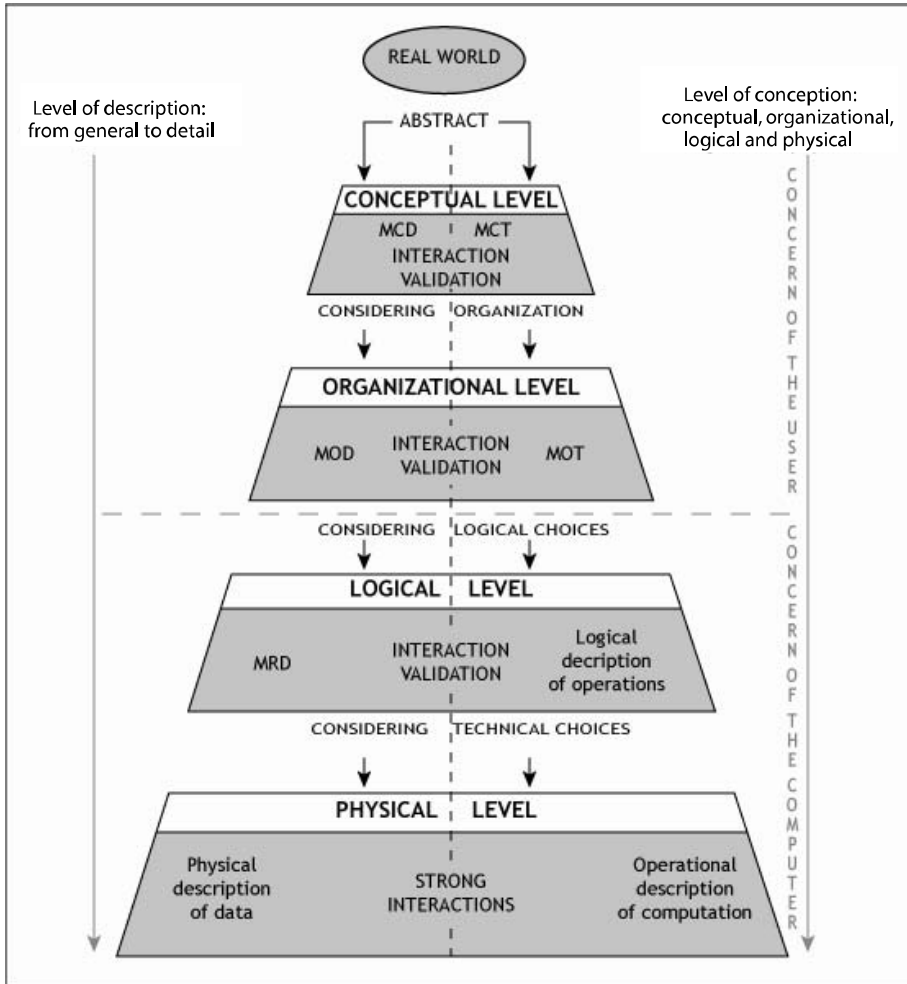 REAL WORLD
Level of description:
from general to detail
Level of conception:
conceptual, organizational,
logical and physical
ABSTRACT
CONCEPTUAL LEVEL
MCD MCT
INTERACTION
VALIDATION
CONSIDERING ORGANIZATION
ORGANIZATIONAL LEVEL
MOD
INTERACTION
VALIDATION
MOT
CONCERN OF THE USER
CONSIDERING LOGICAL CHOICES
LOGICAL LEVEL
MRD
INTERACTION
VALIDATION
Logical
decription
of operations
CONSIDERING TECHNICAL CHOICES
PHYSICAL LEVEL
Physical
description
of data
STRONG
INTERACTIONS
Operational
description
of computation
CONCERN OF THE COMPUTER